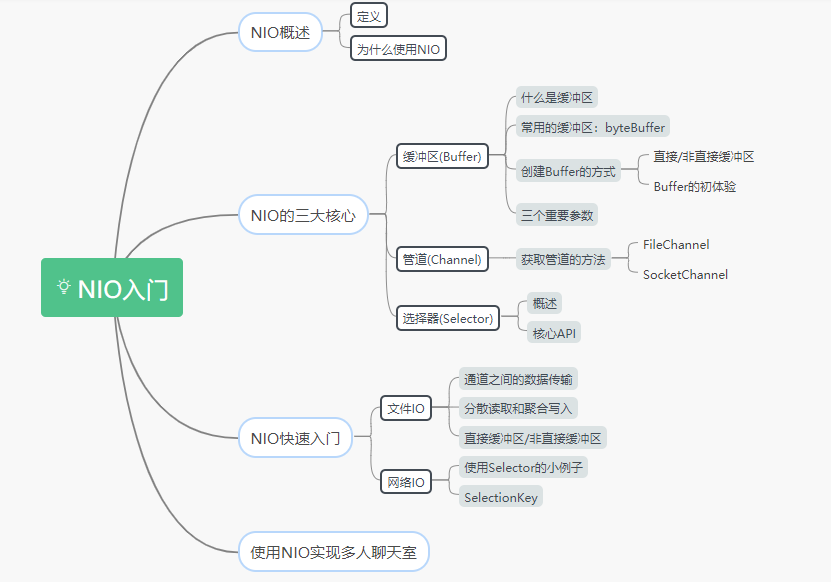 NIO入门
NIO概述
定义
为什么使用NIO
NIO的三大核心
缓冲区(Buffer)
什么是缓冲区
常用的缓冲区：byteBuffer
创建Buffer的方式
直接/非直接缓冲区
Buffer的初体验
三个重要参数
管道(Channel)
获取管道的方法
FileChannel
SocketChannel
选择器(Selector)
概述
核心API
NIO快速入门
文件IO
通道之间的数据传输
分散读取和聚合写入
直接缓冲区/非直接缓冲区
网络IO
使用Selector的小例子
SelectionKey
使用NIO实现多人聊天室